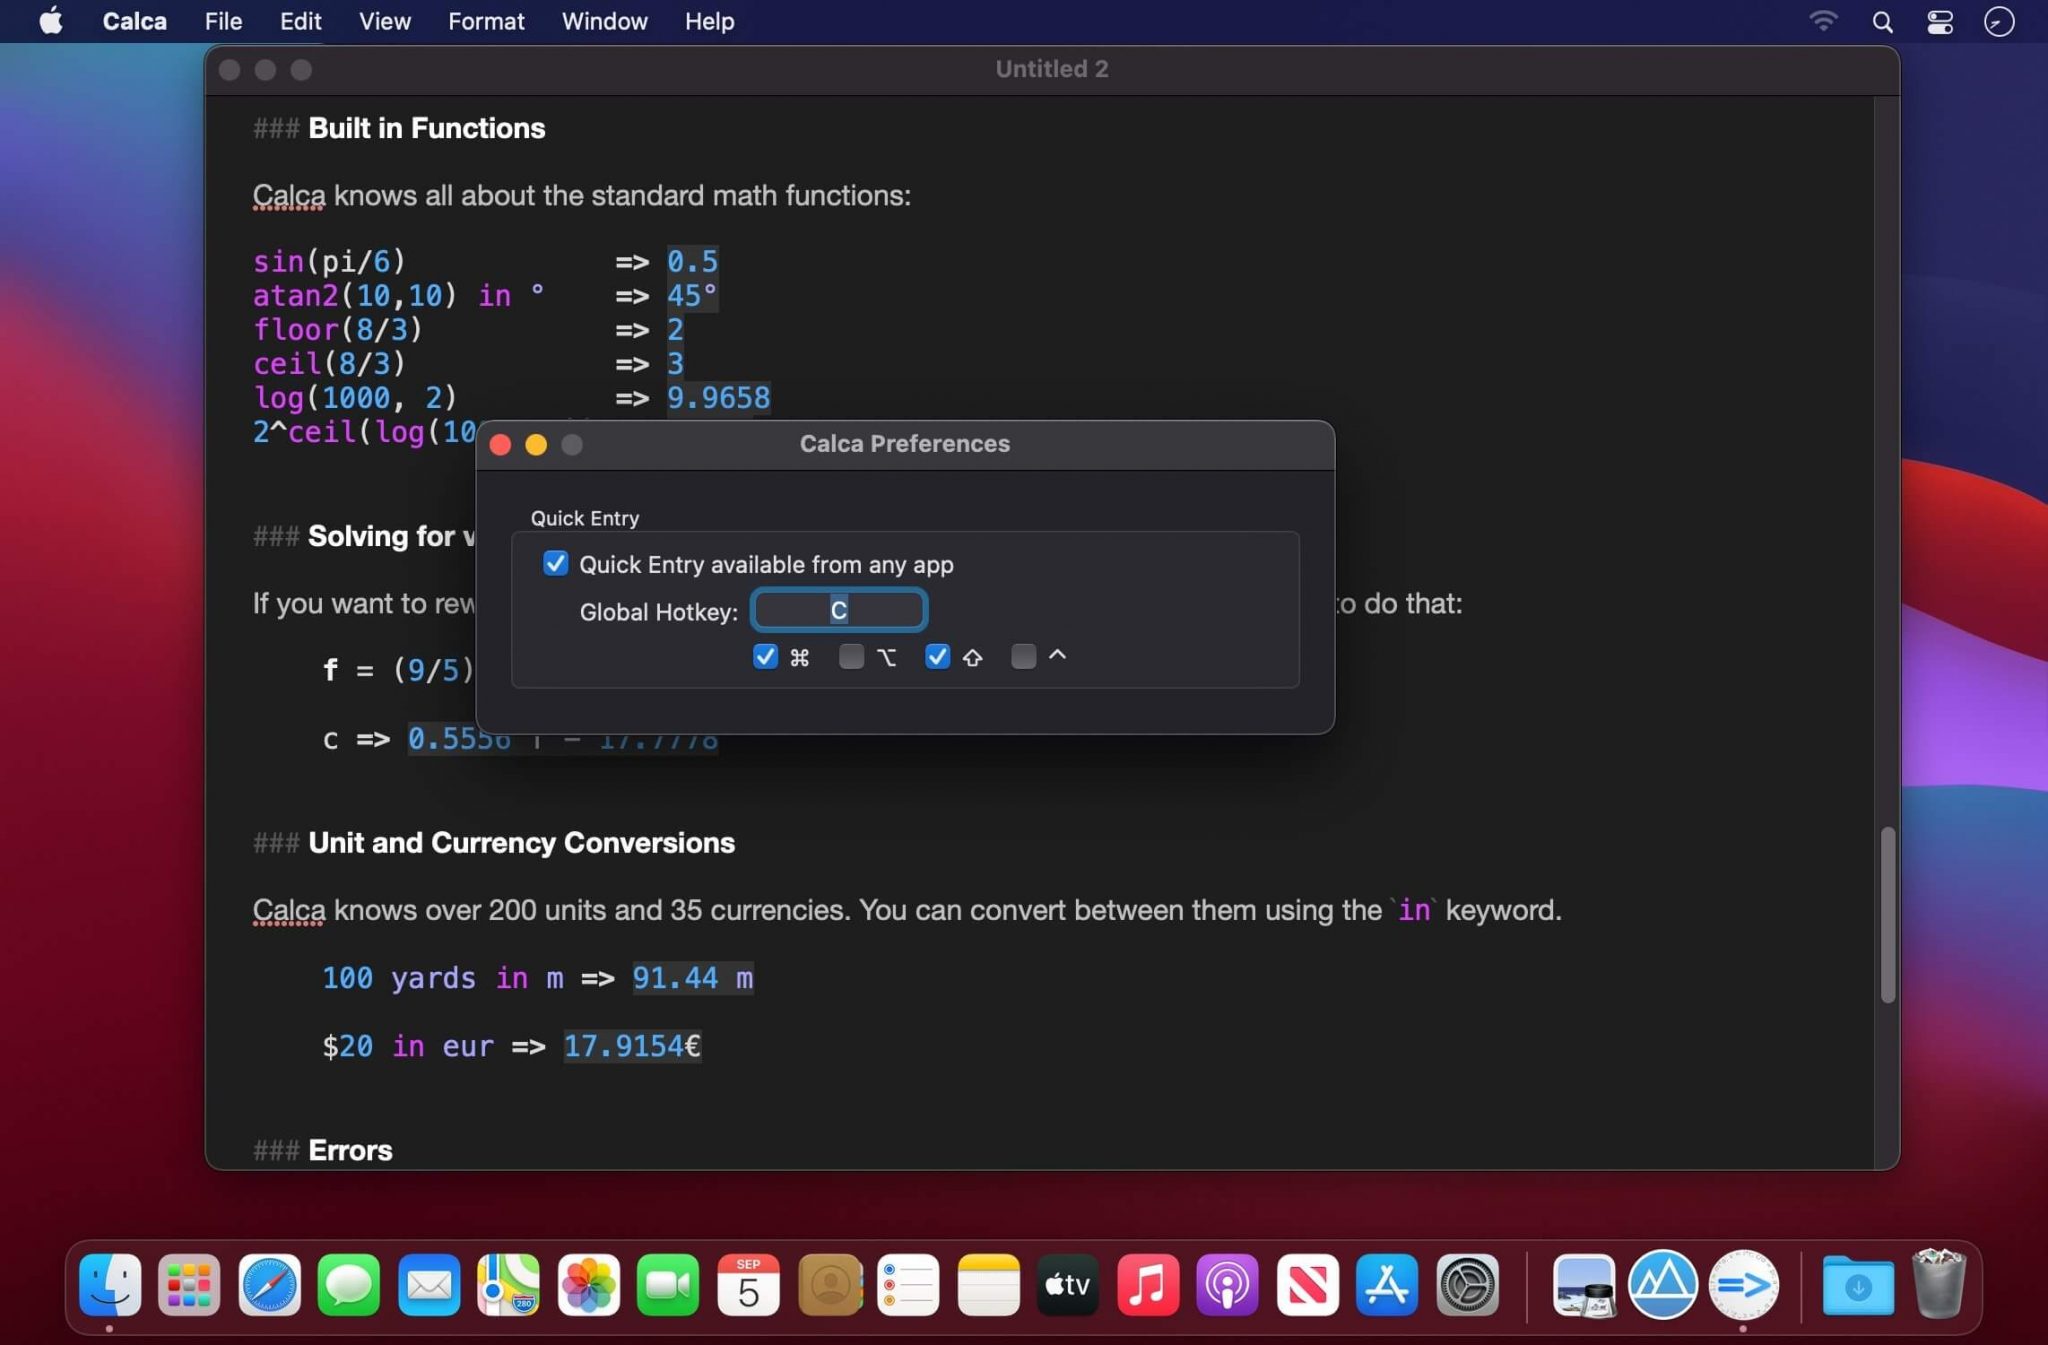 Calca File Edit View Format Window Help
Untitled 2
### Built in Functions
Calca knows all about the standard math functions:
sin(pi/6) => 0.5
atan2(10,10) in ° => 45°
floor(8/3) => 2
ceil(8/3) => 3
log(1000, 2) => 9.9658
2^ceil(log(10
Calca Preferences
Quick Entry
Quick Entry available from any app
Global Hotkey: C
⌘ ⌥ ⇧ ^
### Solving for
If you want to rew to do that:
f = (9/5)
c => 0.5556 f - 17.7778
### Unit and Currency Conversions
Calca knows over 200 units and 35 currencies. You can convert between them using the `in` keyword.
100 yards in m => 91.44 m
$20 in eur => 17.9154€
### Errors
SEP
5
280
tv
=>